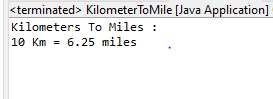 <terminated> KilometerToMile [Java Application]
Kilometers To Miles :
10 Km = 6.25 miles